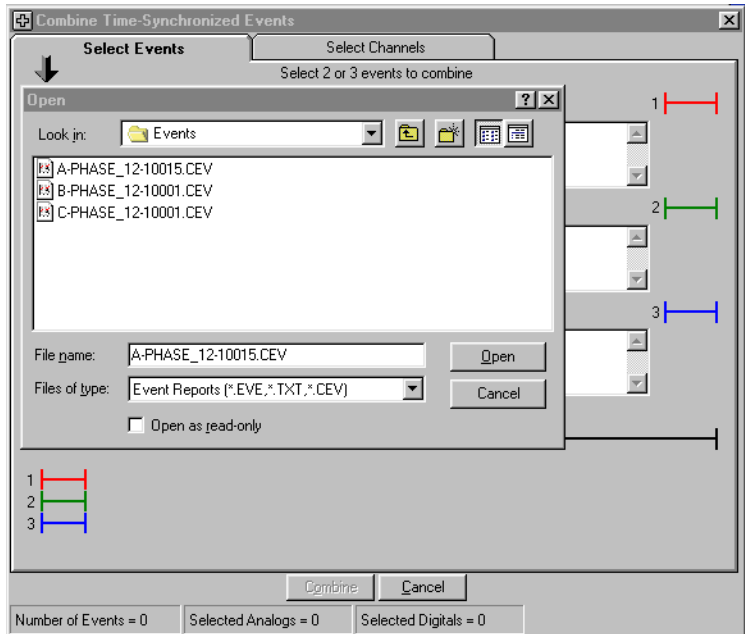 Combine Time-Synchronized Events
Select Events
Select Channels
Select 2 or 3 events to combine
Open
Look in:
Events
A-PHASE_12-10015.CEV
B-PHASE_12-10001.CEV
C-PHASE_12-10001.CEV
File name:
A-PHASE_12-10015.CEV
Open
Files of type:
Event Reports (*.EVE,*.TXT,*.CEV)
Cancel
Open as read-only
1
2
3
1
2
3
Combine
Cancel
Number of Events = 0
Selected Analogs = 0
Selected Digitals = 0